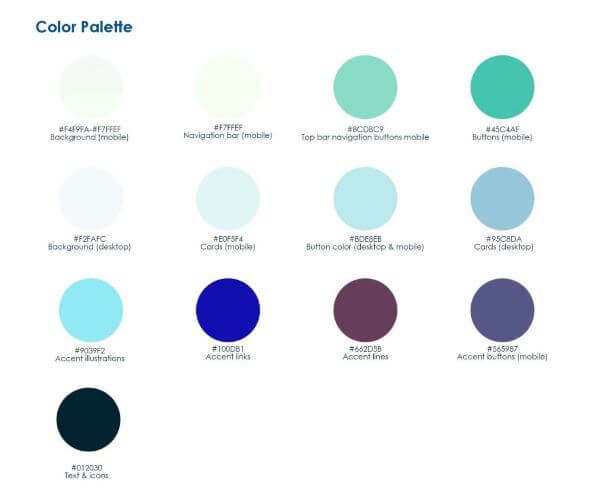 Color Palette
#F4F9FA-#F7FFEF
Background (mobile)
#F7FFEF
Navigation bar (mobile)
#8CD8C9
Top bar navigation buttons mobile
#45C4AF
Buttons (mobile)
#F2FAFC
Background (desktop)
#E0F5F4
Cards (mobile)
#BDE8EB
Button color (desktop & mobile)
#95C8DA
Cards (desktop)
#9039F2
Accent illustrations
#100DB1
Accent links
#662D5B
Accent lines
#565987
Accent buttons (mobile)
#012030
Text & icons